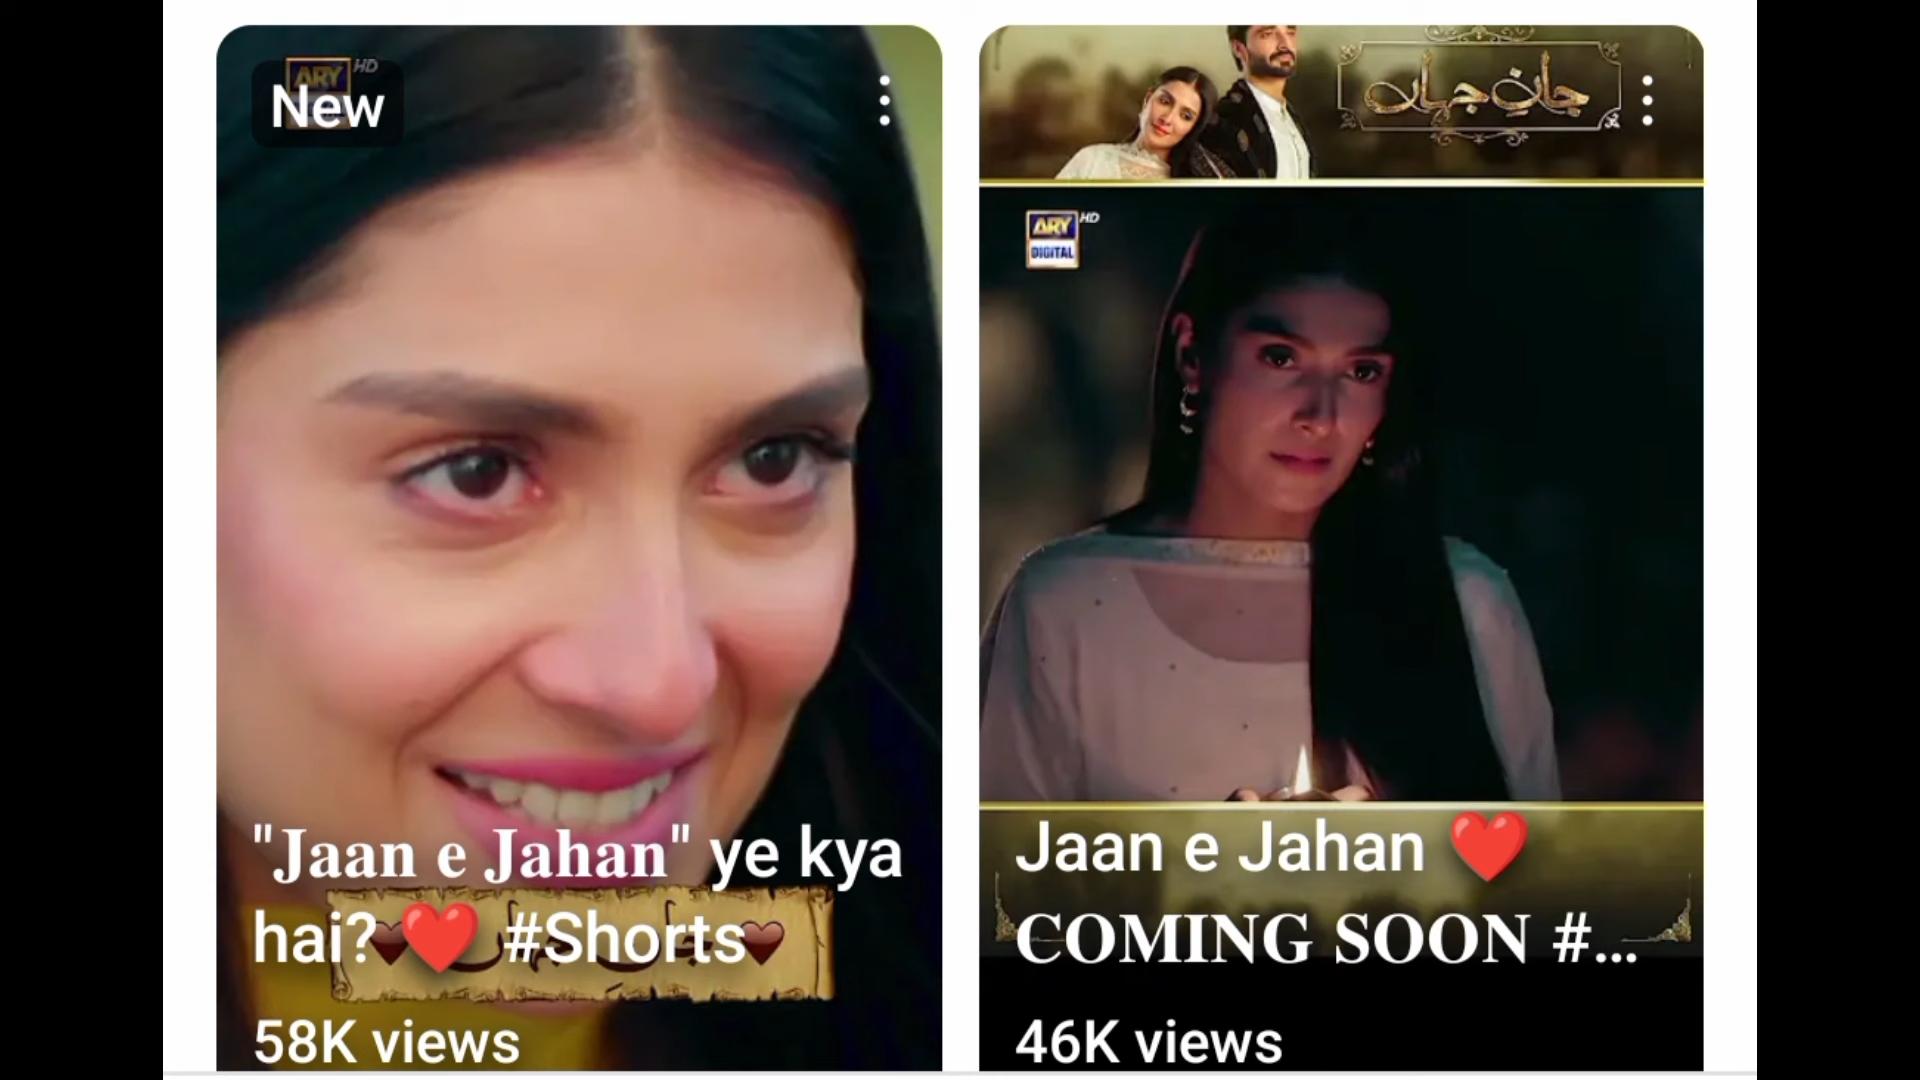 ARY HD
New
"Jaan e Jahan" ye kya
hai? ❤️ #Shorts
58K views
جانِ جہاں
ARY HD
DIGITAL
Jaan e Jahan ❤️
COMING SOON #...
46K views